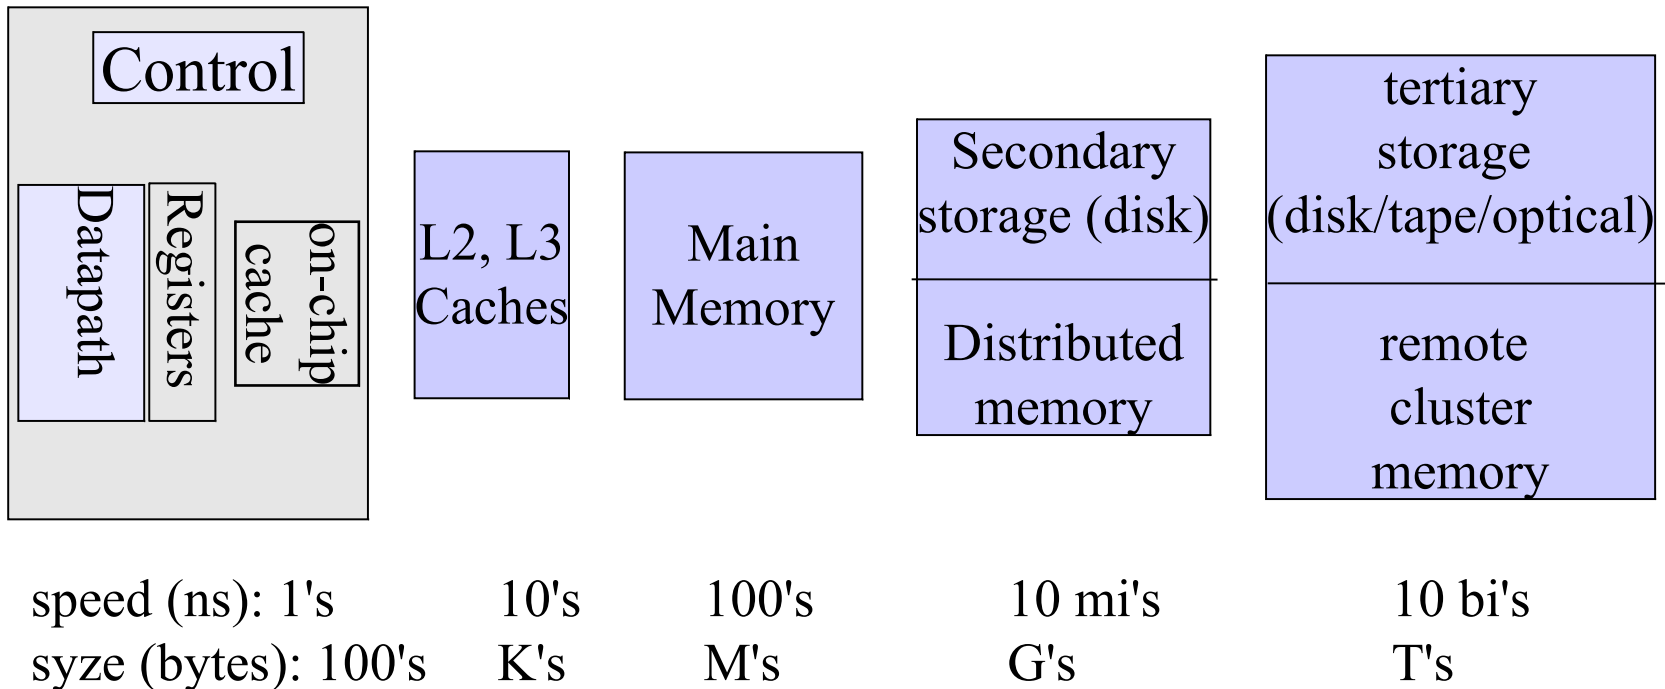 Control
Datapath
Registers
on-chip
cache
L2, L3
Caches
Main
Memory
Secondary
storage (disk)
Distributed
memory
tertiary
storage
(disk/tape/optical)
remote
cluster
memory
speed (ns): 1's 10's 100's 10 mi's 10 bi's
syze (bytes): 100's K's M's G's T's